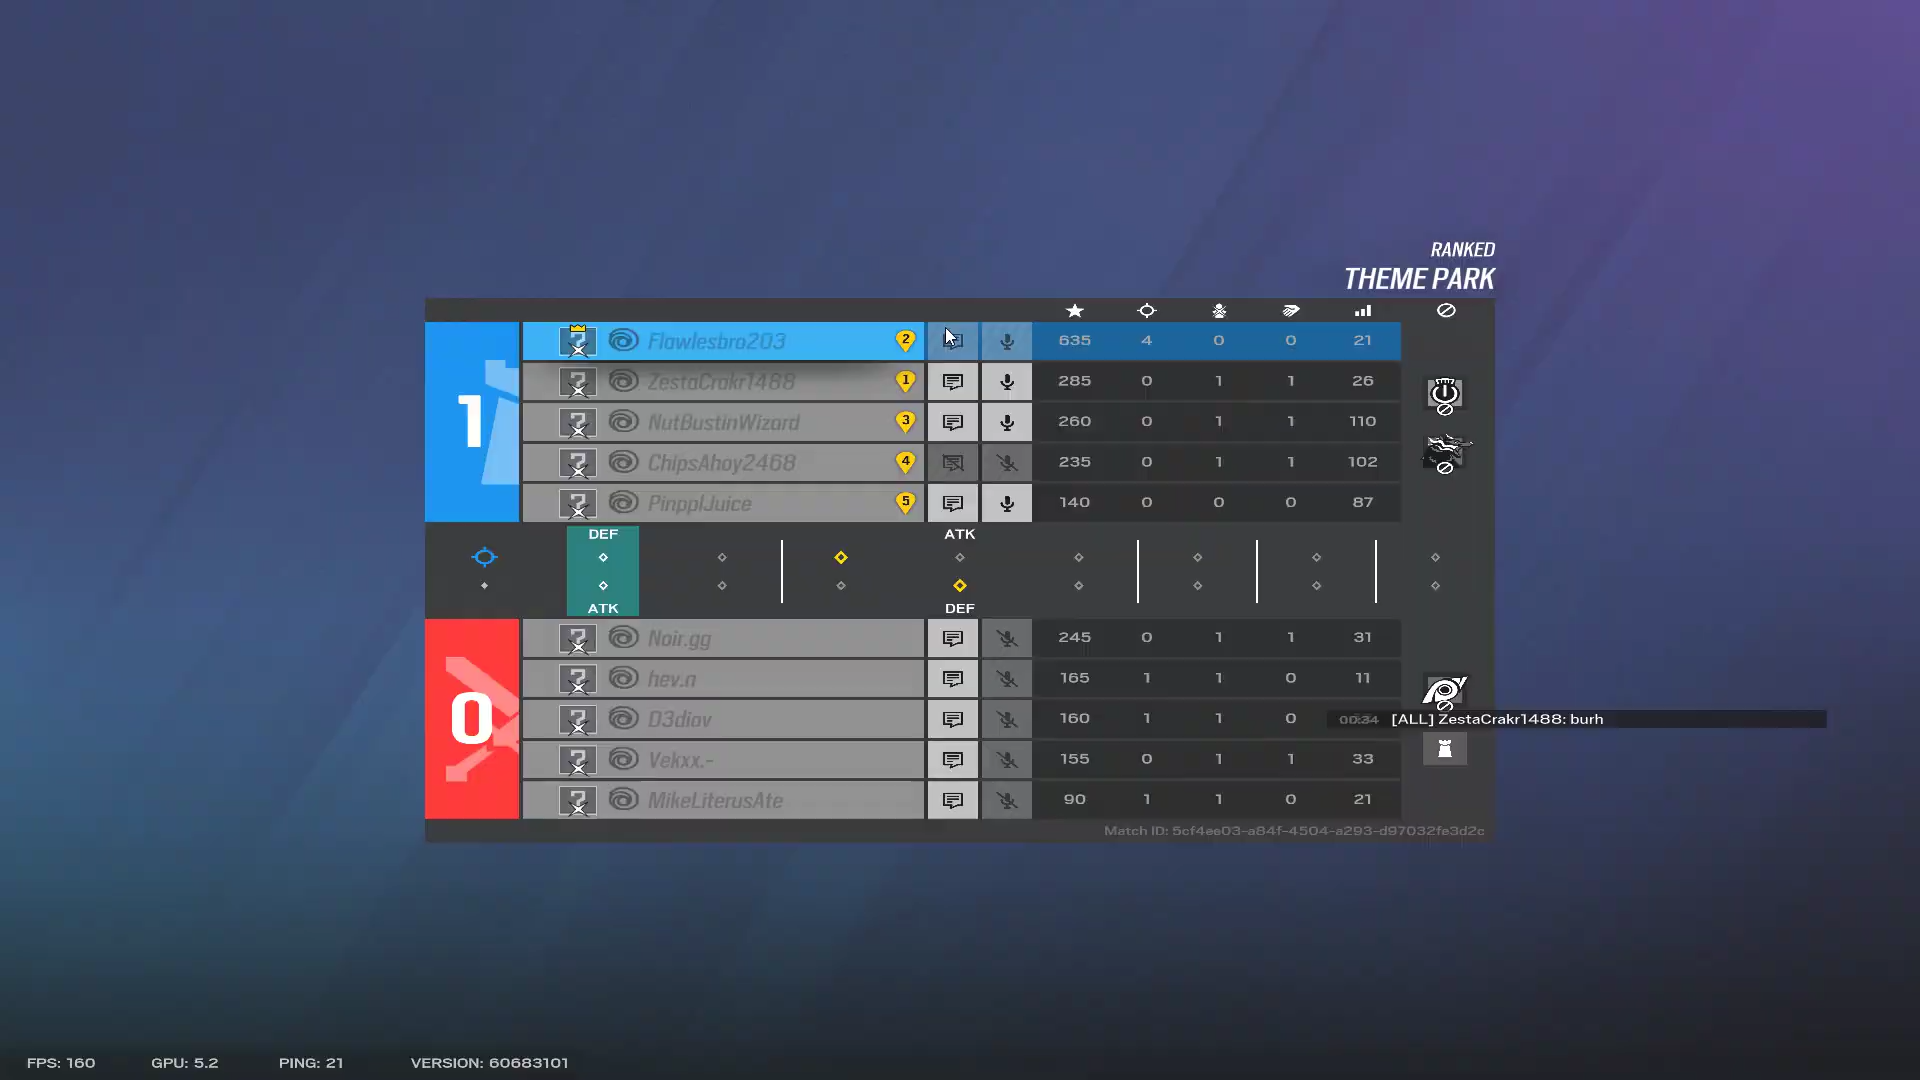 RANKED
THEME PARK
1
Flawlesbro203 2 635 4 0 0 21
ZestaCrakr1488 1 285 0 1 1 26
NutBustinWizard 3 260 0 1 1 110
ChipsAhoy2468 4 235 0 1 1 102
PinpplJuice 5 140 0 0 0 87
DEF ATK
ATK DEF
0
Noir.gg 245 0 1 1 31
hev.n 165 1 1 0 11
D3diav 160 1 1 0
00:34 [ALL] ZestaCrakr1488: burh
Vekxx.- 155 0 1 1 33
MikeLiterusAte 90 1 1 0 21
Match ID: 5cf4ee03-a84f-4504-a293-d97032fe3d2c
FPS: 160 GPU: 5.2 PING: 21 VERSION: 60683101